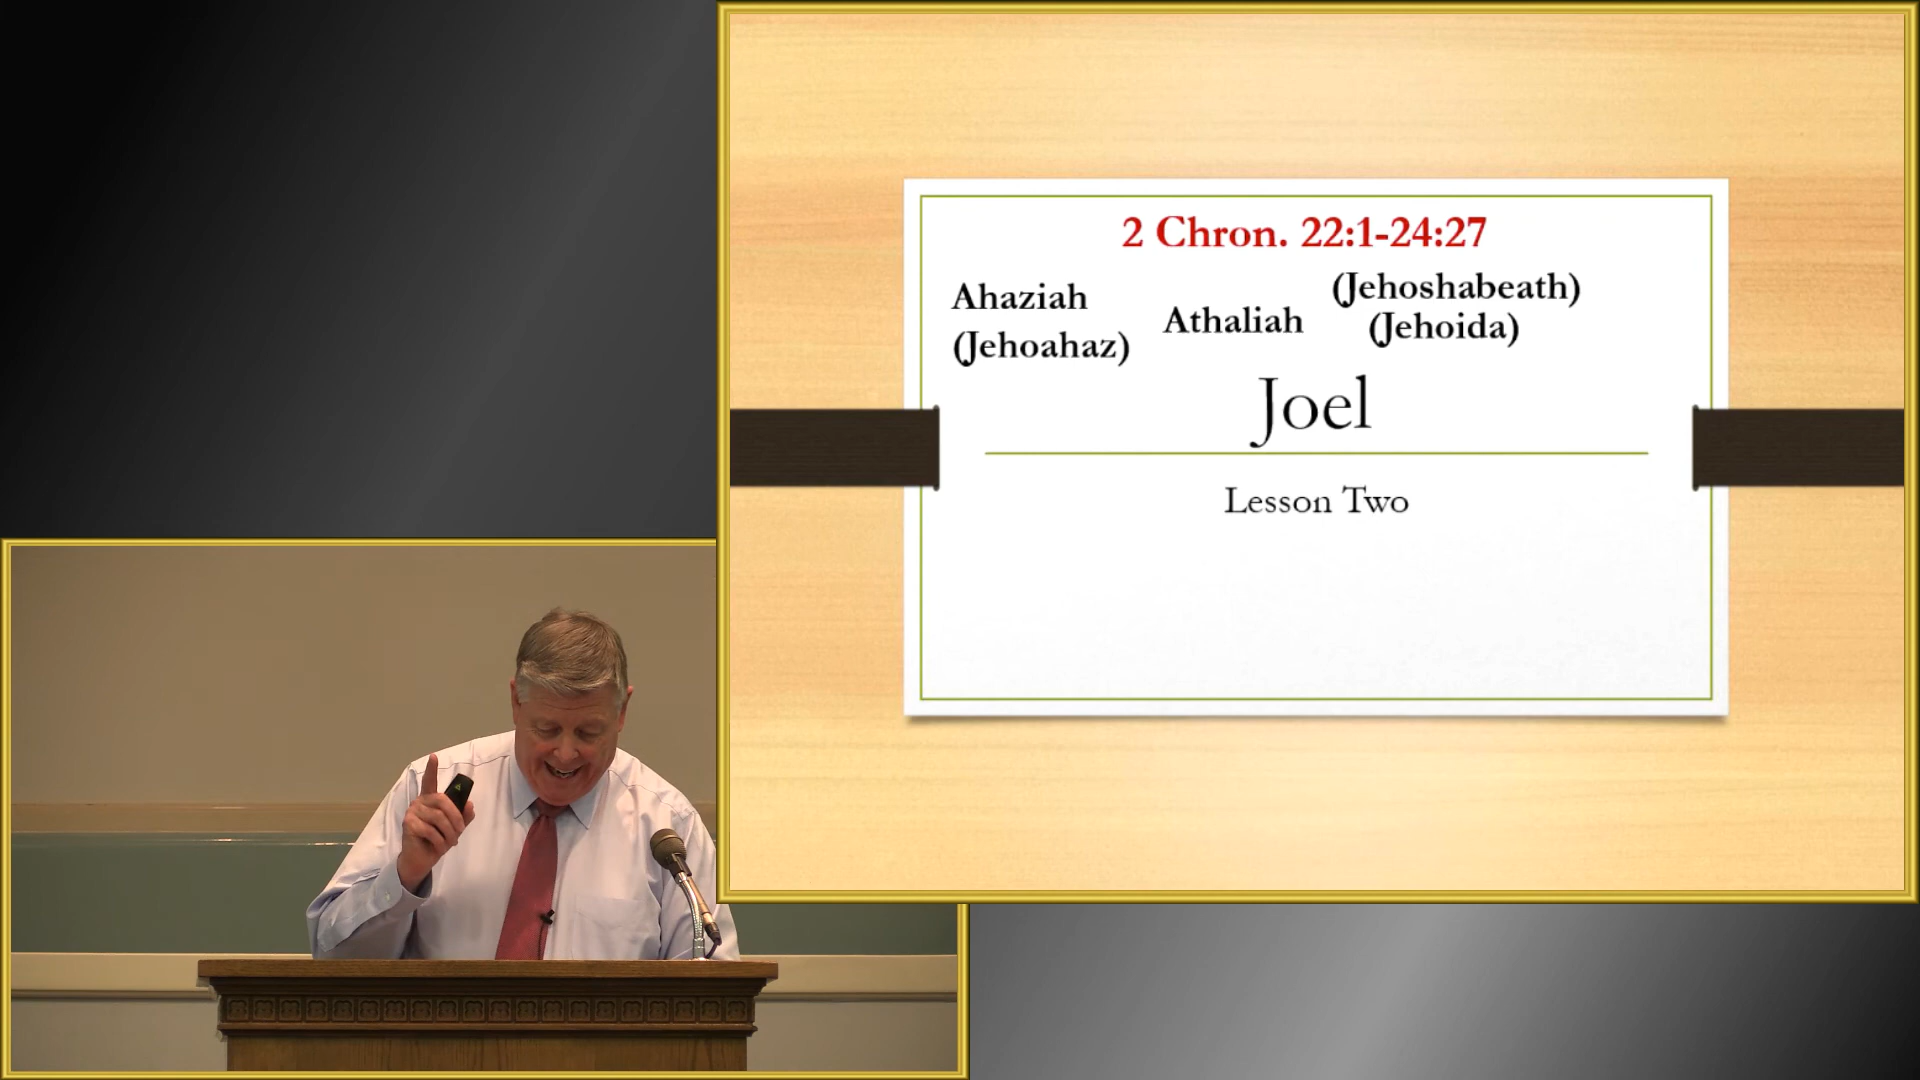 2 Chron. 22:1-24:27
Ahaziah
(Jehoahaz)
Athaliah
(Jehoshabeath)
(Jehoida)
Joel
Lesson Two